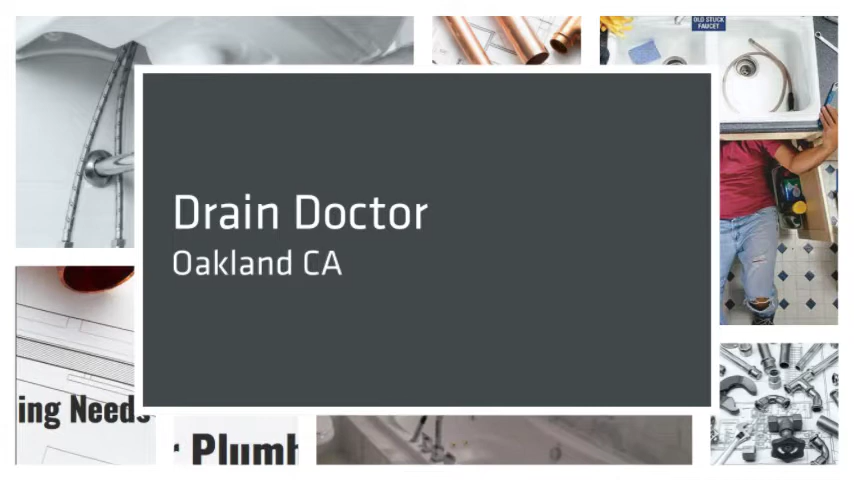 OLD STUCK
FAUCET
Drain Doctor
Oakland CA
ing Needs
r Plumb